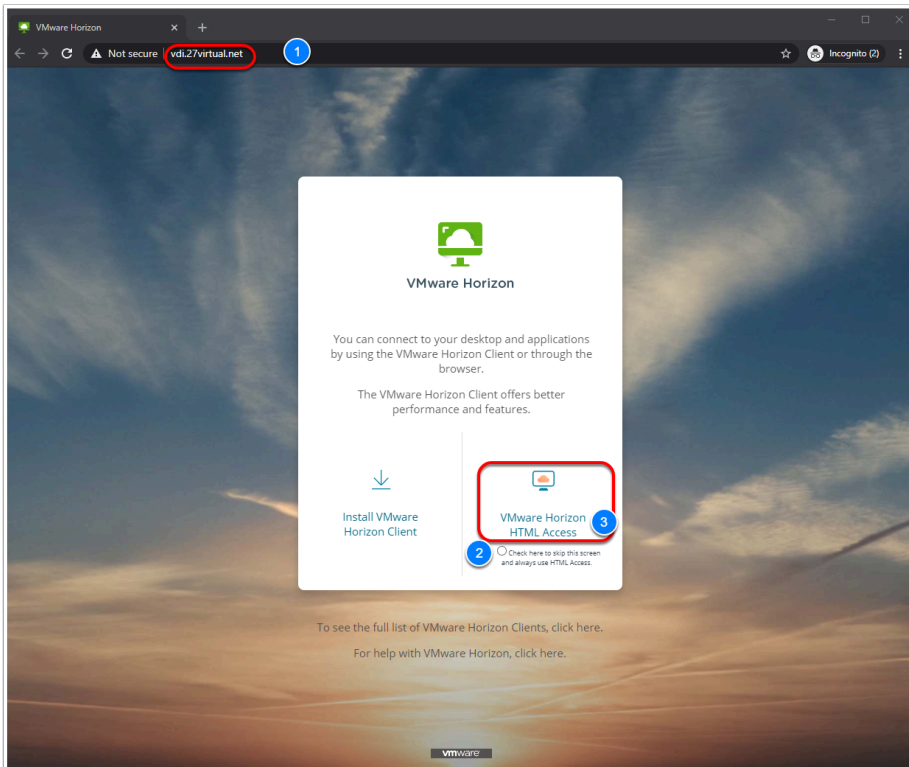 VMware Horizon
Not secure vdi.27virtual.net 1 Incognito (2)
VMware Horizon
You can connect to your desktop and applications
by using the VMware Horizon Client or through the
browser.
The VMware Horizon Client offers better
performance and features.
Install VMware
Horizon Client
VMware Horizon
HTML Access
3
2
Check here to skip this screen
and always use HTML Access.
To see the full list of VMware Horizon Clients, click here.
For help with VMware Horizon, click here.
vmware